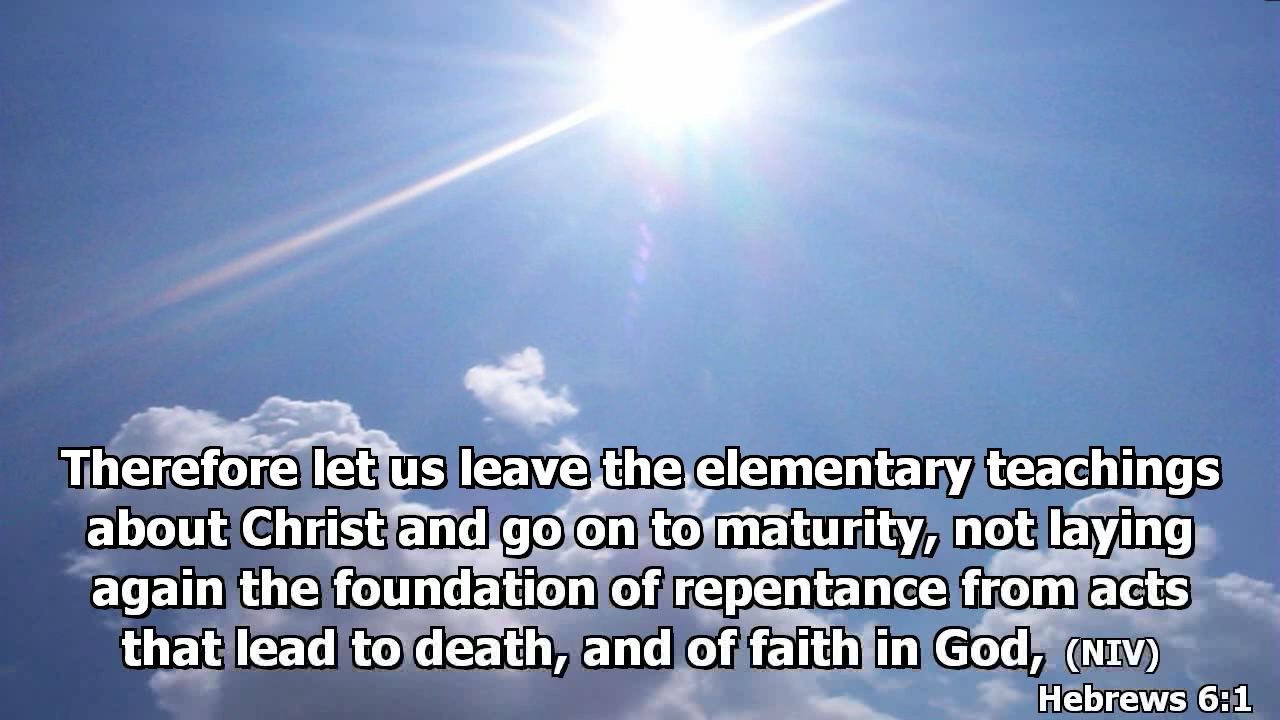 Therefore let us leave the elementary teachings
about Christ and go on to maturity, not laying
again the foundation of repentance from acts
that lead to death, and of faith in God, (NIV)
Hebrews 6:1